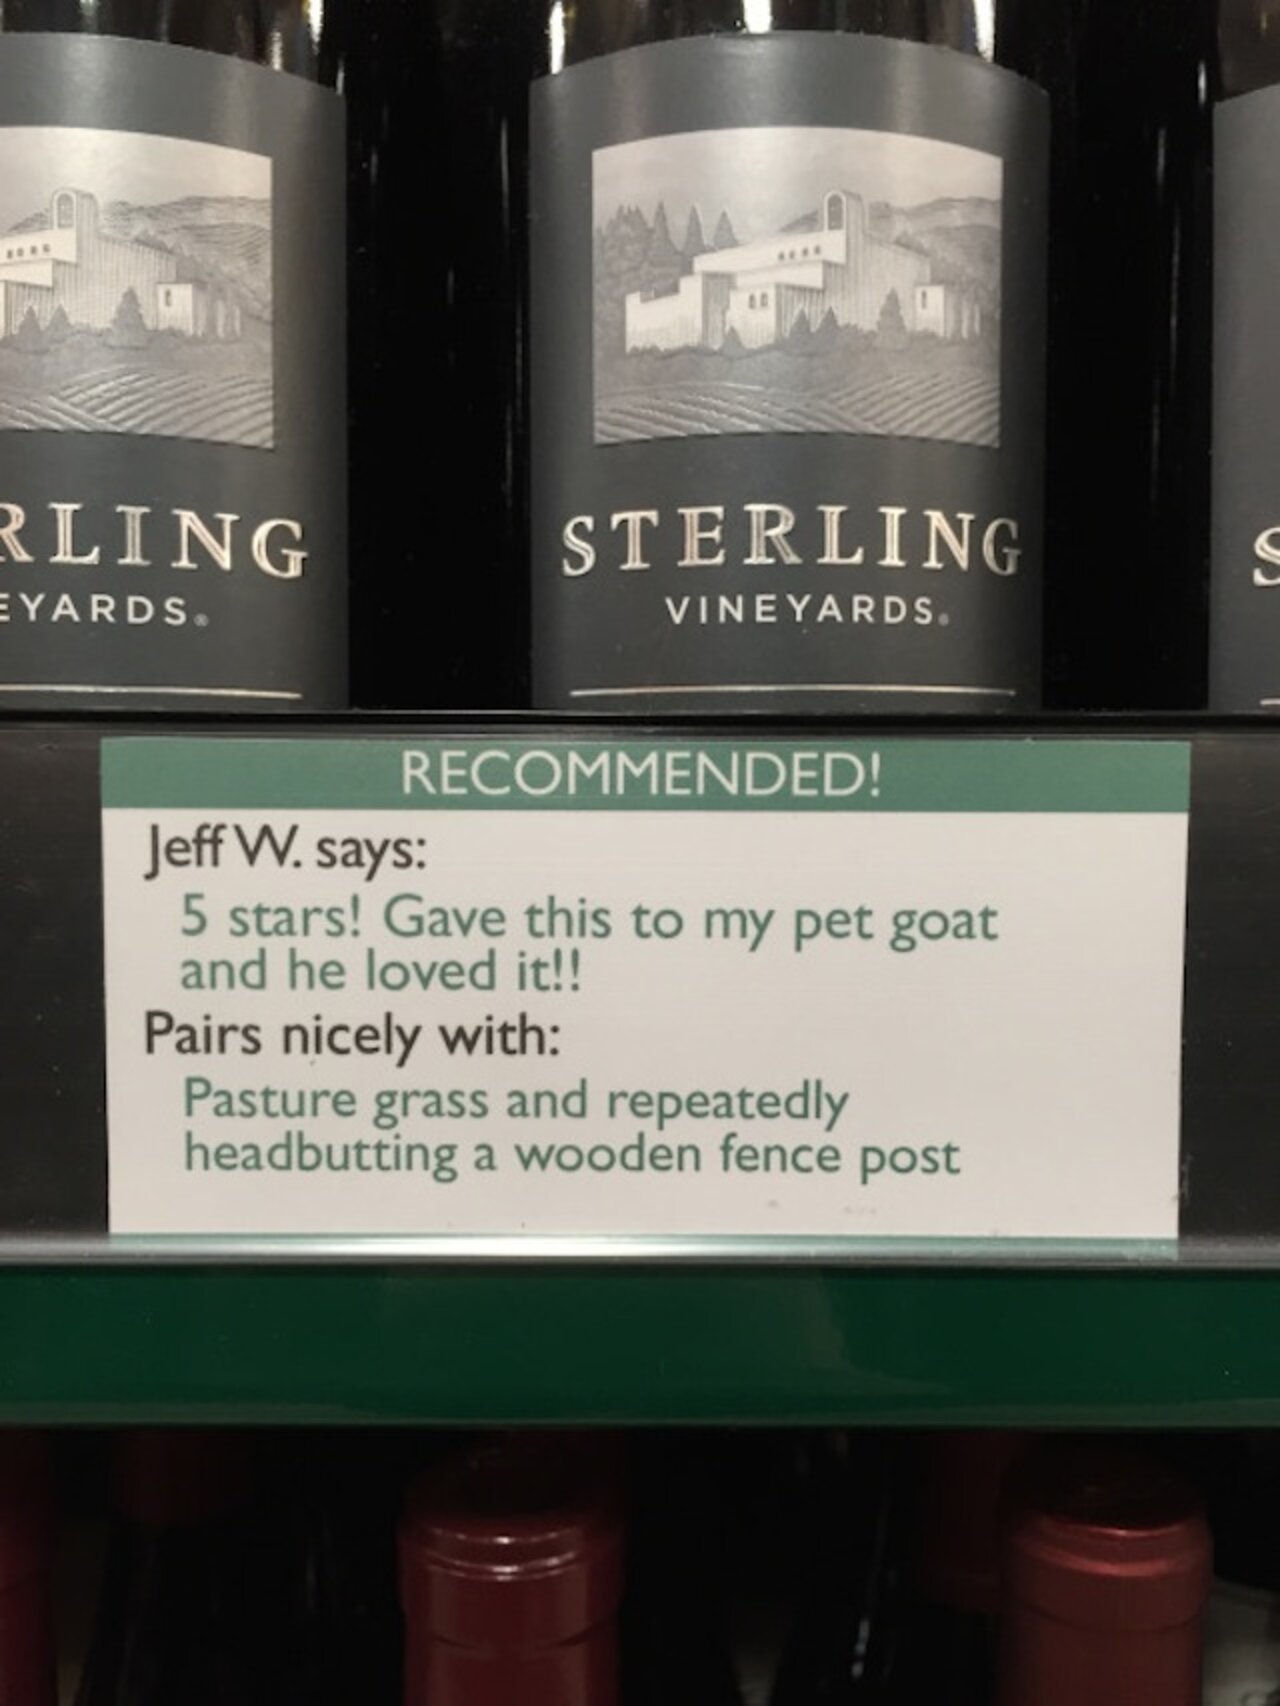 RLING
EYARDS®
STERLING
VINEYARDS®
S
RECOMMENDED!
Jeff W. says:
5 stars! Gave this to my pet goat
and he loved it!!
Pairs nicely with:
Pasture grass and repeatedly
headbutting a wooden fence post